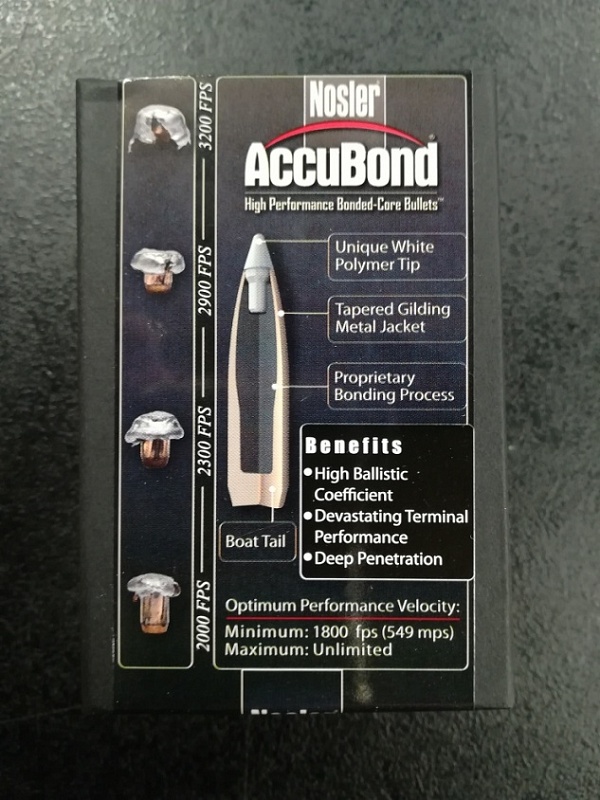 Nosler®
AccuBond®
High Performance Bonded-Core Bullets™
3200 FPS
2900 FPS
2300 FPS
2000 FPS
Unique White
Polymer Tip
Tapered Gilding
Metal Jacket
Proprietary
Bonding Process
Boat Tail
Benefits
•High Ballistic
Coefficient
•Devastating Terminal
Performance
•Deep Penetration
Optimum Performance Velocity:
Minimum: 1800 fps (549 mps)
Maximum: Unlimited
Nosler